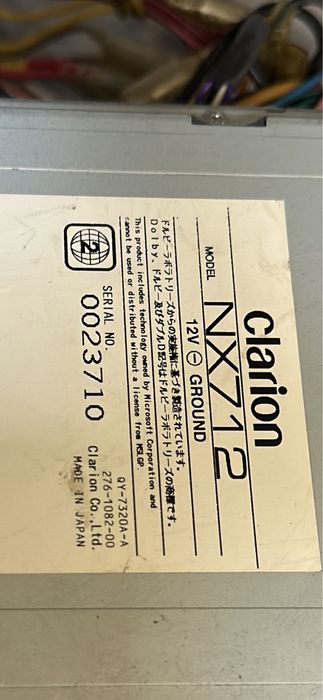 Clarion
MODEL NX712
12V ⊖ GROUND
ドルビーラボラトリーズからの実施権に基づき製造されています。
Dolby、ドルビー及びダブルD記号はドルビーラボラトリーズの商標です。
This product includes technology owned by Microsoft Corporation and
cannot be used or distributed without a license from MSLGP.
2
SERIAL NO.
0023710
QY-7320A-A
276-1082-00
Clarion Co.,Ltd.
MADE IN JAPAN